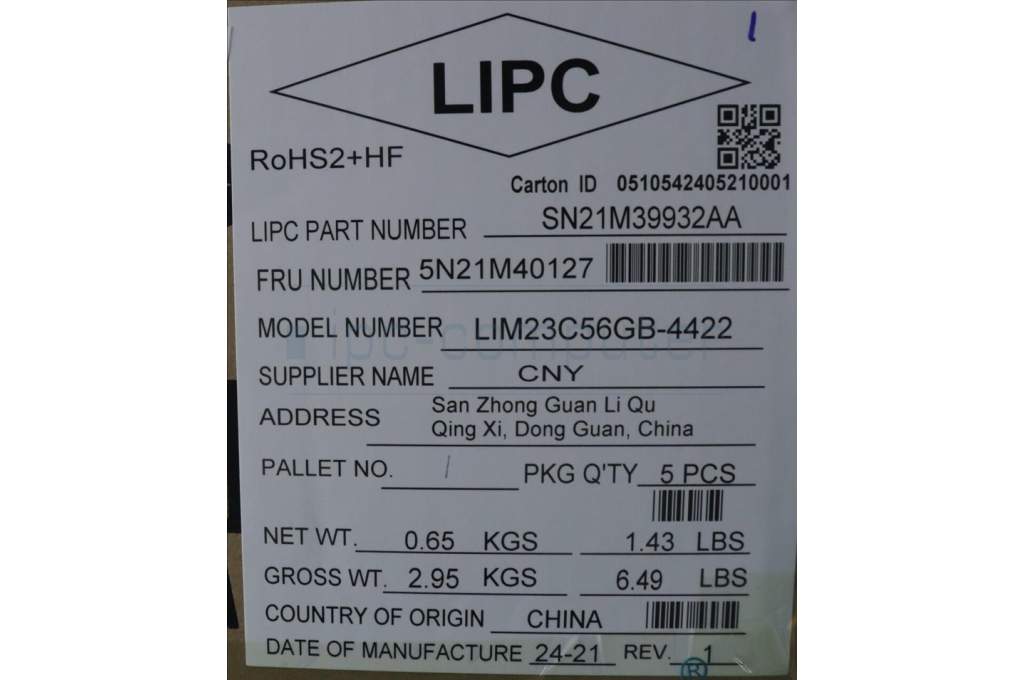 l
LIPC
RoHS2+HF
Carton ID 0510542405210001
LIPC PART NUMBER SN21M39932AA
FRU NUMBER 5N21M40127
MODEL NUMBER LIM23C56GB-4422
ipc-computer
SUPPLIER NAME CNY
ADDRESS San Zhong Guan Li Qu
Qing Xi, Dong Guan, China
PALLET NO. / PKG Q'TY 5 PCS
NET WT. 0.65 KGS 1.43 LBS
GROSS WT. 2.95 KGS 6.49 LBS
COUNTRY OF ORIGIN CHINA
DATE OF MANUFACTURE 24-21 REV. 1
®